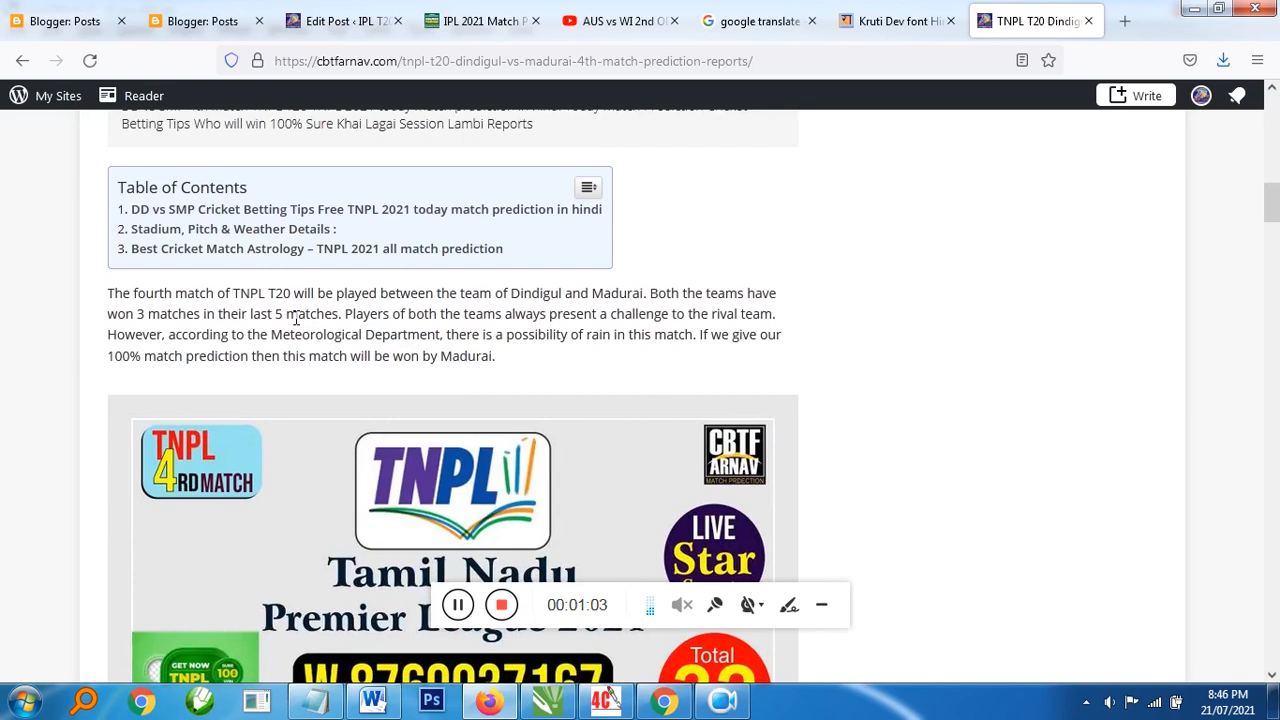 Blogger: Posts
Blogger: Posts
Edit Post ‹ IPL T20
IPL 2021 Match P
AUS vs WI 2nd O
google translate
Kruti Dev font Hi
TNPL T20 Dindig
https://cbtfarnav.com/tnpl-t20-dindigul-vs-madurai-4th-match-prediction-reports/
My Sites
Reader
Write
Betting Tips Who will win 100% Sure Khai Lagai Session Lambi Reports
Table of Contents
1. DD vs SMP Cricket Betting Tips Free TNPL 2021 today match prediction in hindi
2. Stadium, Pitch & Weather Details :
3. Best Cricket Match Astrology – TNPL 2021 all match prediction
The fourth match of TNPL T20 will be played between the team of Dindigul and Madurai. Both the teams have
won 3 matches in their last 5 matches. Players of both the teams always present a challenge to the rival team.
However, according to the Meteorological Department, there is a possibility of rain in this match. If we give our
100% match prediction then this match will be won by Madurai.
TNPL
4RD MATCH
TNPL
CBTF
ARNAV
MATCH PRDECTION
LIVE
Star
Tamil Nadu
Premier League 2021
00:01:03
GET NOW
TNPL
SURE
100
W 8760027167
Total
W
Ps
4C
8:46 PM
21/07/2021